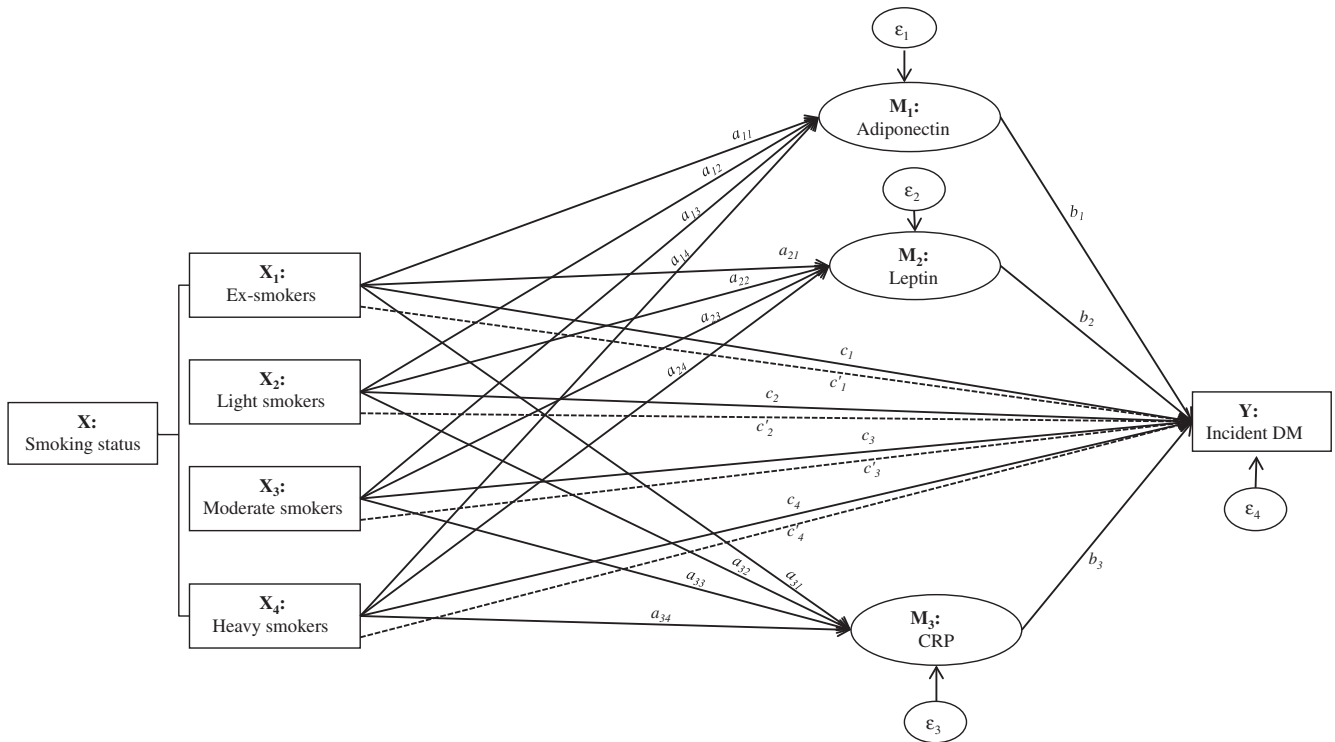 ε₁
M₁:
Adiponectin
a₁₁
a₁₂
a₁₃
a₁₄
ε₂
M₂:
Leptin
a₂₁
a₂₂
a₂₃
a₂₄
b₁
b₂
X₁:
Ex-smokers
X₂:
Light smokers
X:
Smoking status
X₃:
Moderate smokers
X₄:
Heavy smokers
c₁
c'₁
c₂
c'₂
c₃
c'₃
c₄
c'₄
Y:
Incident DM
ε₄
a₃₁
a₃₂
a₃₃
a₃₄
b₃
M₃:
CRP
ε₃